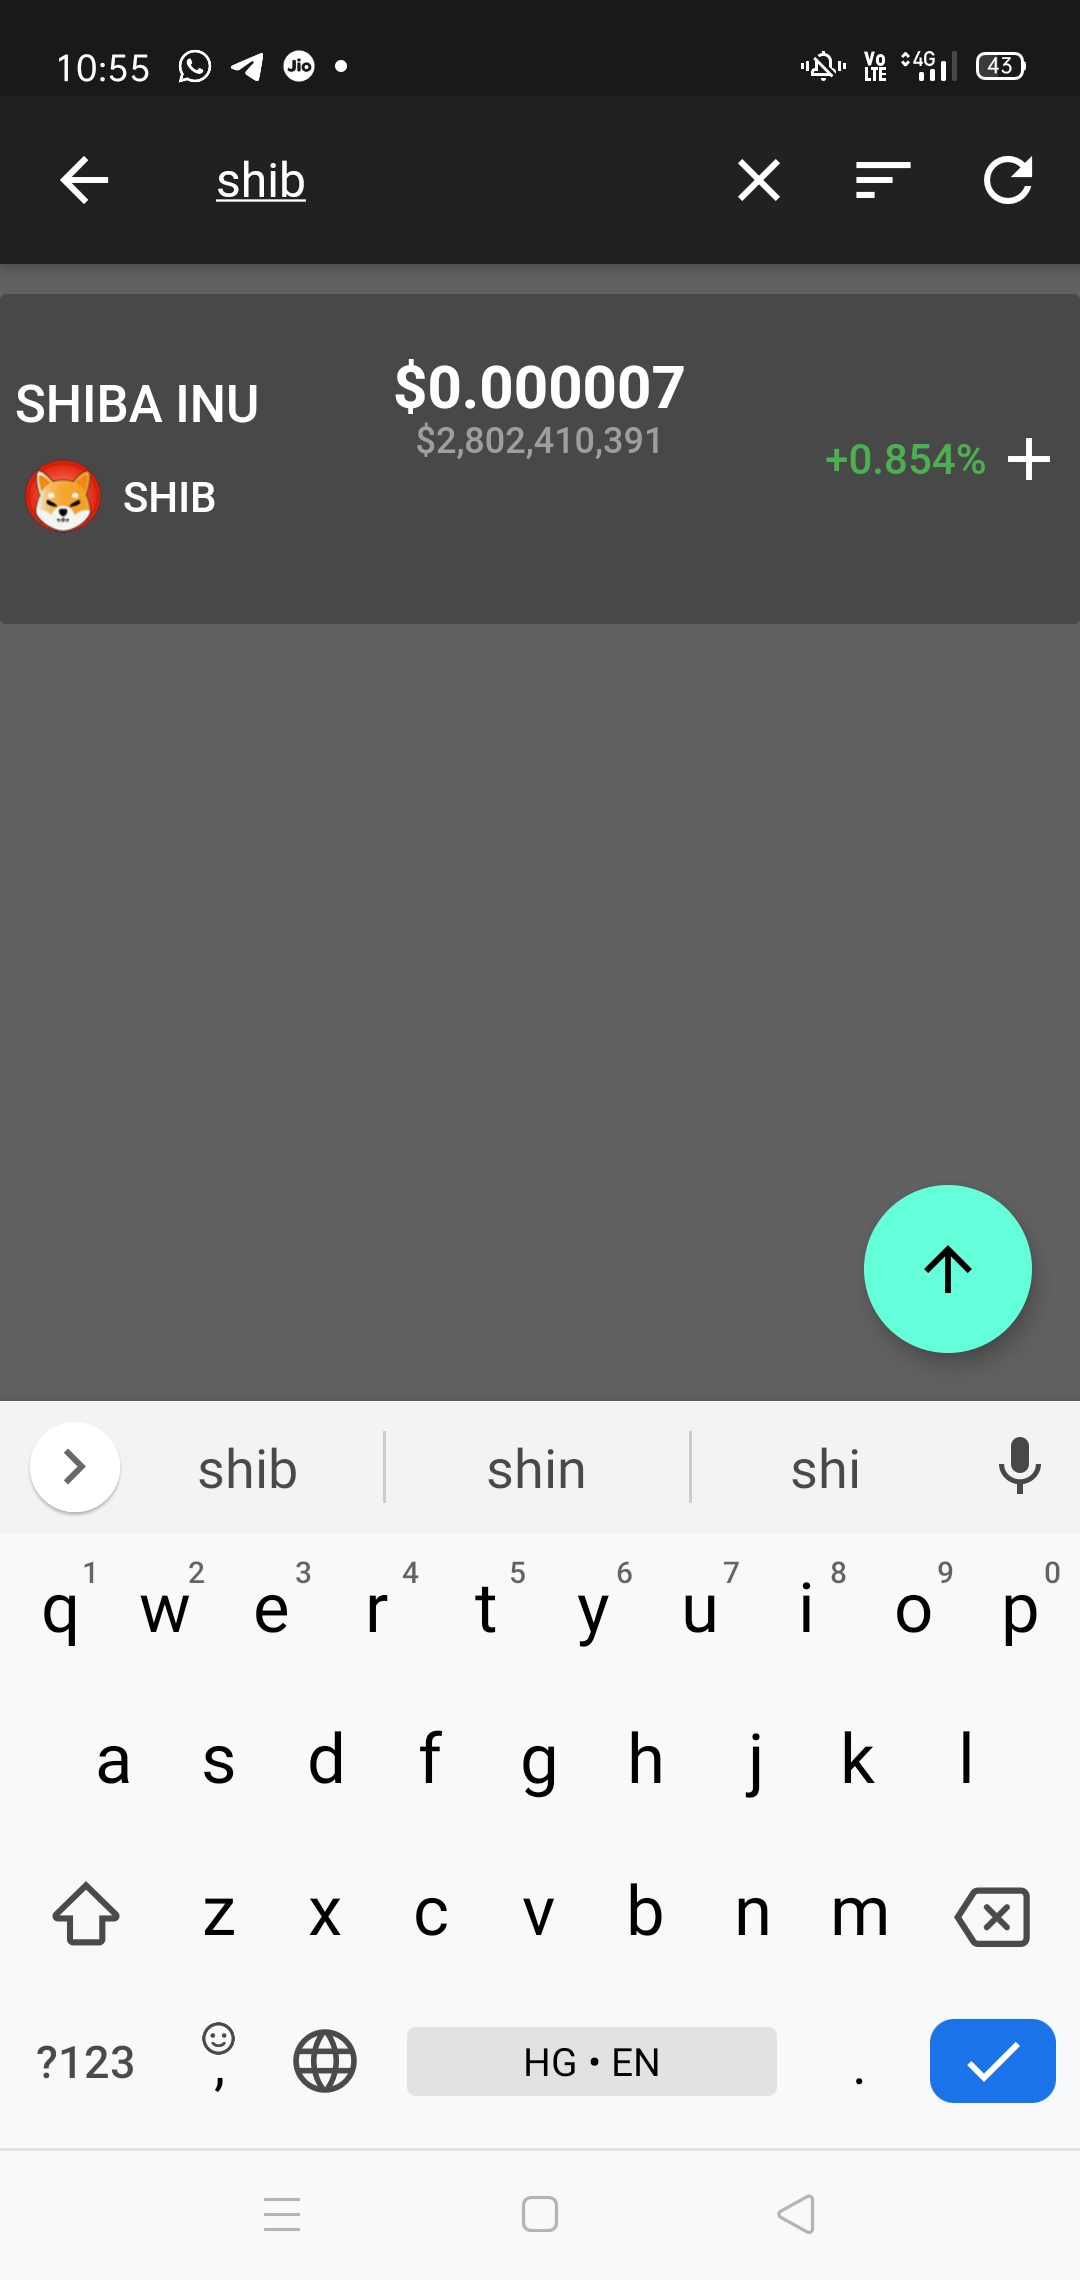 10:55 Jio Vo LTE 4G 43
shib
SHIBA INU
SHIB
$0.000007
$2,802,410,391
+0.854%
shib shin shi
1 2 3 4 5 6 7 8 9 0
q w e r t y u i o p
a s d f g h j k l
z x c v b n m
?123 , HG • EN .